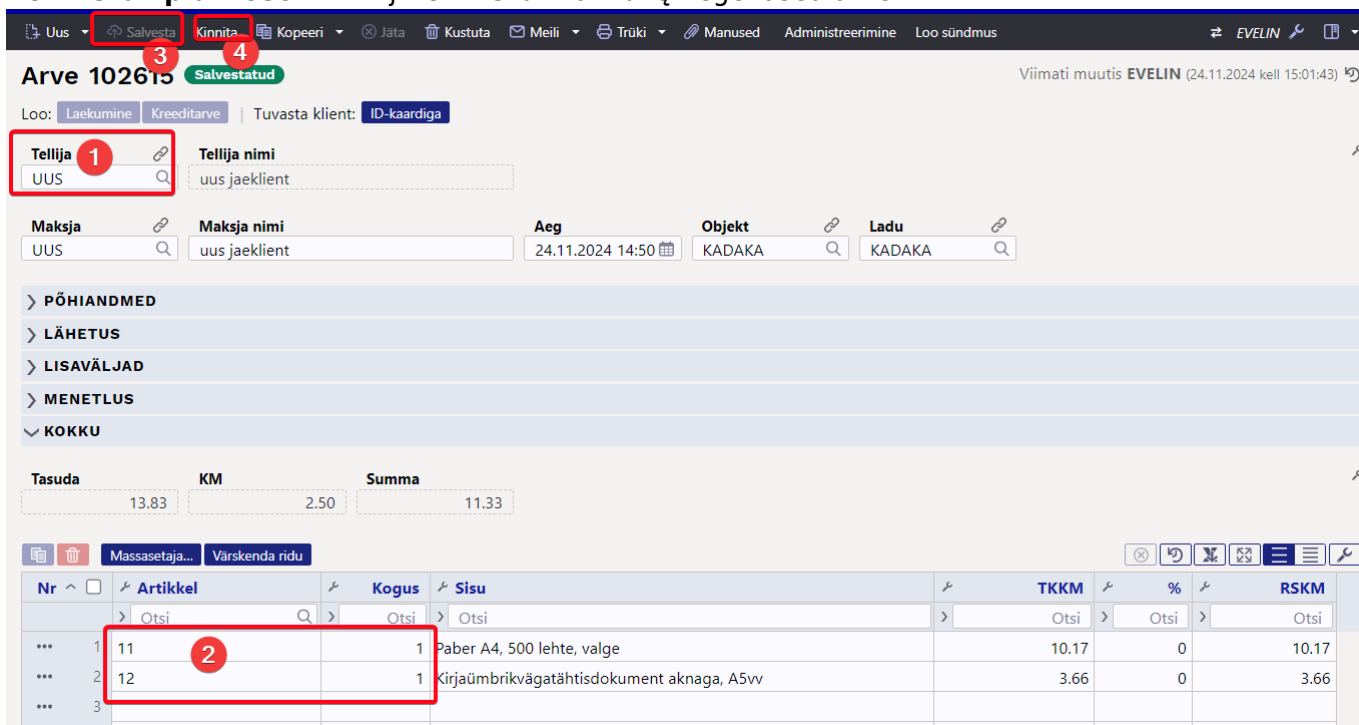 Uus Salvesta Kinnita Kopeeri Jäta Kustuta Meili Trüki Manused Administreerimine Loo sündmus EVELIN
3 4
Arve 102615 Salvestatud Viimati muutis EVELIN (24.11.2024 kell 15:01:43)
Loo: Laekumine Kreeditarve | Tuvasta klient: ID-kaardiga
Tellija 1 Tellija nimi
UUS uus jaeklient
Maksja Maksja nimi Aeg Objekt Ladu
UUS uus jaeklient 24.11.2024 14:50 KADAKA KADAKA
PÕHIANDMED
LÄHETUS
LISAVÄLJAD
MENETLUS
KOKKU
Tasuda KM Summa
13.83 2.50 11.33
Massasetaja... Värskenda ridu
Nr Artikkel Kogus Sisu TKKM % RSKM
Otsi Otsi Otsi Otsi Otsi Otsi
1 11 1 Paber A4, 500 lehte, valge 10.17 0 10.17
2
2 12 1 Kirjaümbrikvägatähtisdokument aknaga, A5vv 3.66 0 3.66
3